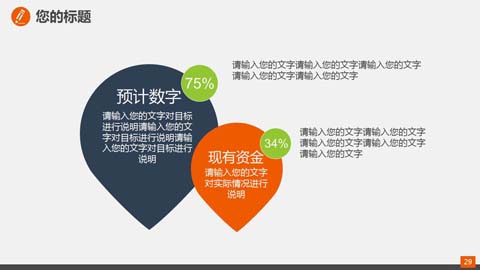 您的标题
75%
请输入您的文字请输入您的文字请输入您的文字
请输入您的文字请输入您的文字
预计数字
请输入您的文字对目标
进行说明请输入您的文
字对目标进行说明请输
入您的文字对目标进行
说明
34%
请输入您的文字请输入您的文字
请输入您的文字请输入您的文字
请输入您的文字
现有资金
请输入您的文字
对实际情况进行
说明
29